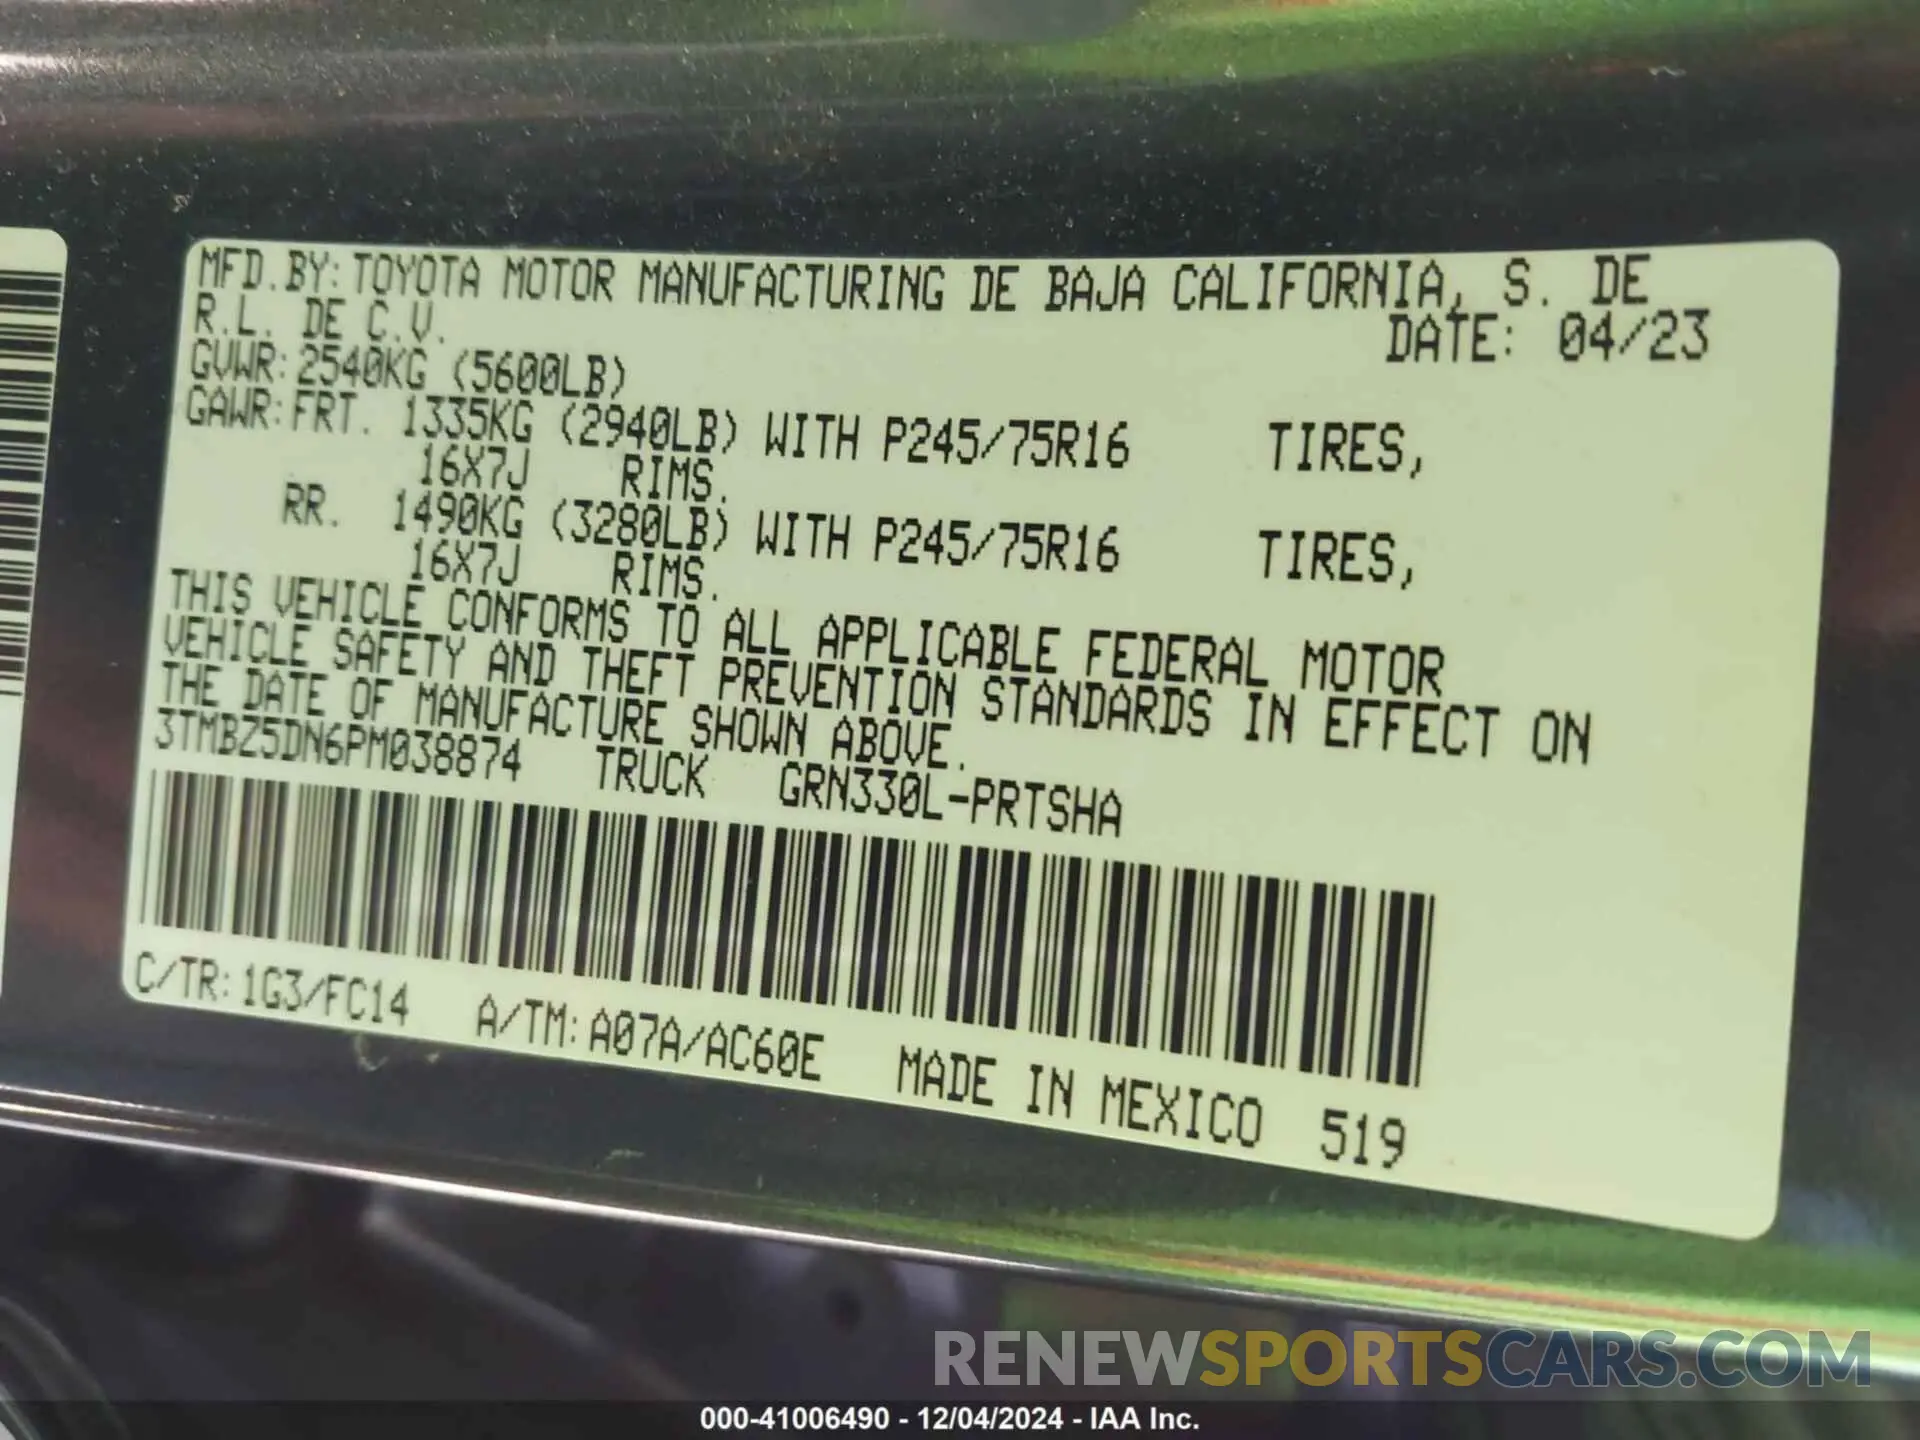 MFD.BY:TOYOTA MOTOR MANUFACTURING DE BAJA CALIFORNIA, S. DE
R.L. DE C.V. DATE: 04/23
GVWR:2540KG (5600LB)
GAWR:FRT. 1335KG (2940LB) WITH P245/75R16 TIRES,
16X7J RIMS.
RR. 1490KG (3280LB) WITH P245/75R16 TIRES,
16X7J RIMS.
THIS VEHICLE CONFORMS TO ALL APPLICABLE FEDERAL MOTOR
VEHICLE SAFETY AND THEFT PREVENTION STANDARDS IN EFFECT ON
THE DATE OF MANUFACTURE SHOWN ABOVE.
3TMBZ5DN6PM038874 TRUCK GRN330L-PRTSHA
C/TR:1G3/FC14 A/TM:A07A/AC60E MADE IN MEXICO 519
RENEWSPORTSCARS.COM
000-41006490 - 12/04/2024 - IAA Inc.